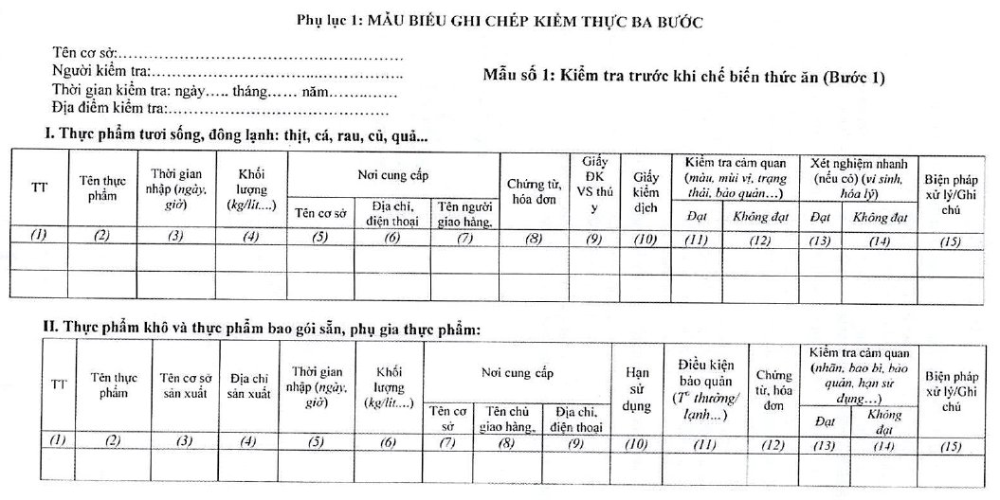 Phụ lục 1: MẪU BIỂU GHI CHÉP KIỂM THỰC BA BƯỚC
Tên cơ sở:……………………………………………
Người kiểm tra:………………………………………
Thời gian kiểm tra: ngày….. tháng…… năm…………
Địa điểm kiểm tra:……………………………………
Mẫu số 1: Kiểm tra trước khi chế biến thức ăn (Bước 1)
I. Thực phẩm tươi sống, đông lạnh: thịt, cá, rau, củ, quả...
TT
Tên thực
phẩm
Thời gian
nhập (ngày,
giờ)
Khối
lượng
(kg/lít....)
Nơi cung cấp
Tên cơ sở
Địa chỉ,
điện thoại
Tên người
giao hàng,
Chứng từ,
hóa đơn
Giấy
ĐK
VS thú
y
Giấy
kiểm
dịch
Kiểm tra cảm quan
(màu, mùi vị, trạng
thái, bảo quản…)
Đạt
Không đạt
Xét nghiệm nhanh
(nếu có) (vi sinh,
hóa lý)
Đạt
Không đạt
Biện pháp
xử lý/Ghi
chú
(1) (2) (3) (4) (5) (6) (7) (8) (9) (10) (11) (12) (13) (14) (15)
II. Thực phẩm khô và thực phẩm bao gói sẵn, phụ gia thực phẩm:
TT
Tên thực
phẩm
Tên cơ sở
sản xuất
Địa chỉ
sản xuất
Thời gian
nhập (ngày,
giờ)
Khối
lượng
(kg/lít....)
Nơi cung cấp
Tên cơ
sở
Tên chủ
giao hàng,
Địa chỉ,
điện thoại
Hạn
sử
dụng
Điều kiện
bảo quản
(T° thường/
lạnh...)
Chứng
từ, hóa
đơn
Kiểm tra cảm quan
(nhãn, bao bì, bảo
quản, hạn sử
dụng…)
Đạt
Không
đạt
Biện pháp
xử lý/Ghi
chú
(1) (2) (3) (4) (5) (6) (7) (8) (9) (10) (11) (12) (13) (14) (15)